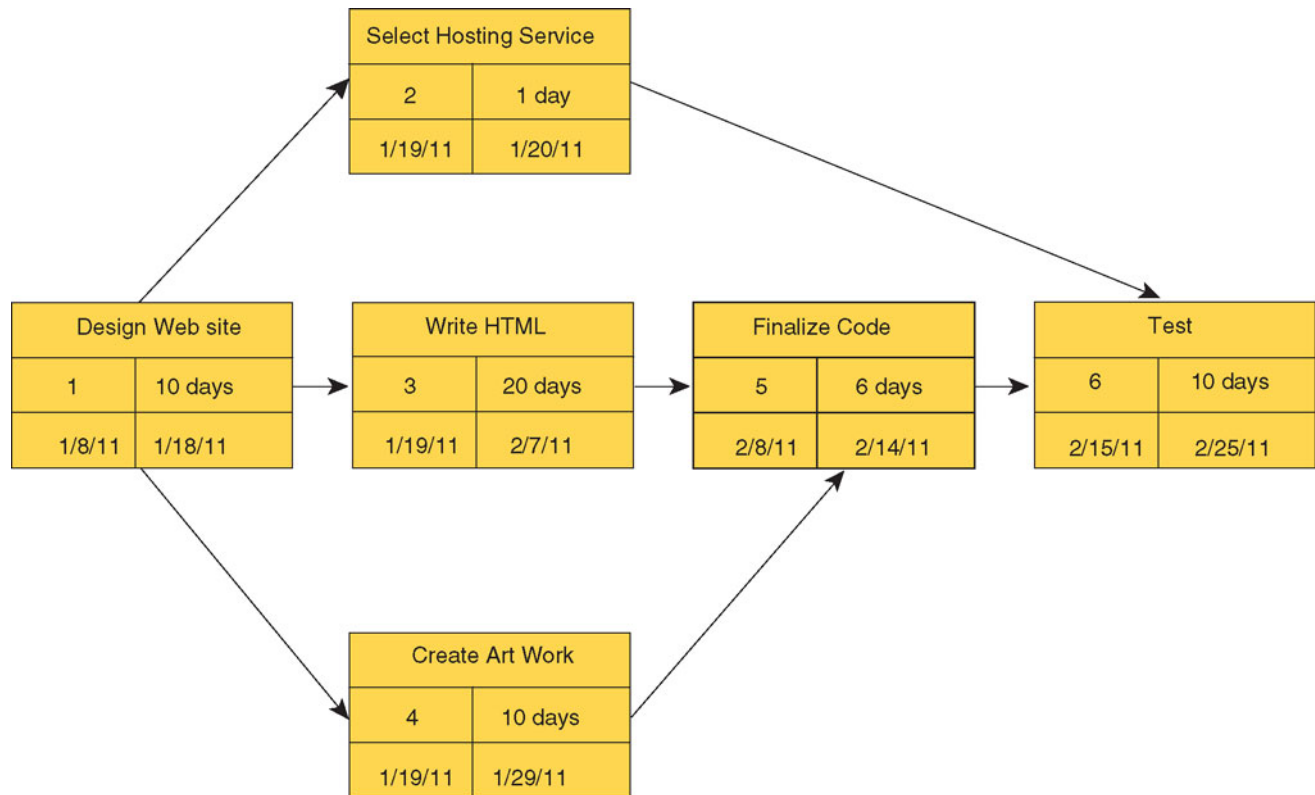 Select Hosting Service
2 1 day
1/19/11 1/20/11
Design Web site
1 10 days
1/8/11 1/18/11
Write HTML
3 20 days
1/19/11 2/7/11
Finalize Code
5 6 days
2/8/11 2/14/11
Test
6 10 days
2/15/11 2/25/11
Create Art Work
4 10 days
1/19/11 1/29/11